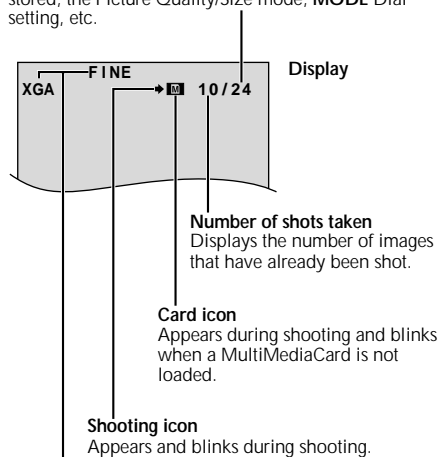 stored, the Picture Quality/Size mode, MODE Dial
setting, etc.
Display
FINE
XGA
M 10/24
Number of shots taken
Displays the number of images
that have already been shot.
Card icon
Appears during shooting and blinks
when a MultiMediaCard is not
loaded.
Shooting icon
Appears and blinks during shooting.